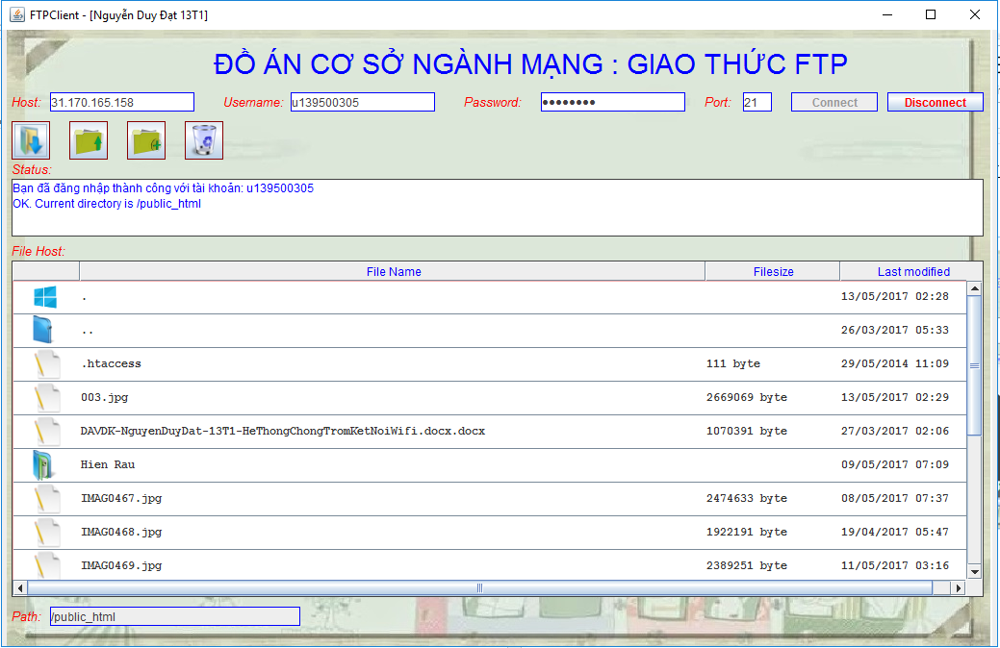 FTPClient - [Nguyễn Duy Đạt 13T1]
ĐỒ ÁN CƠ SỞ NGÀNH MẠNG : GIAO THỨC FTP
Host: 31.170.165.158 Username: u139500305 Password: ●●●●●●●● Port: 21 Connect Disconnect
Status:
Bạn đã đăng nhập thành công với tài khoản: u139500305
OK. Current directory is /public_html
File Host:
File Name Filesize Last modified
. 13/05/2017 02:28
.. 26/03/2017 05:33
.htaccess 111 byte 29/05/2014 11:09
003.jpg 2669069 byte 13/05/2017 02:29
DAVDK-NguyenDuyDat-13T1-HeThongChongTromKetNoiWifi.docx.docx 1070391 byte 27/03/2017 02:06
Hien Rau 09/05/2017 07:09
IMAG0467.jpg 2474633 byte 08/05/2017 07:37
IMAG0468.jpg 1922191 byte 19/04/2017 05:47
IMAG0469.jpg 2389251 byte 11/05/2017 03:16
Path: /public_html